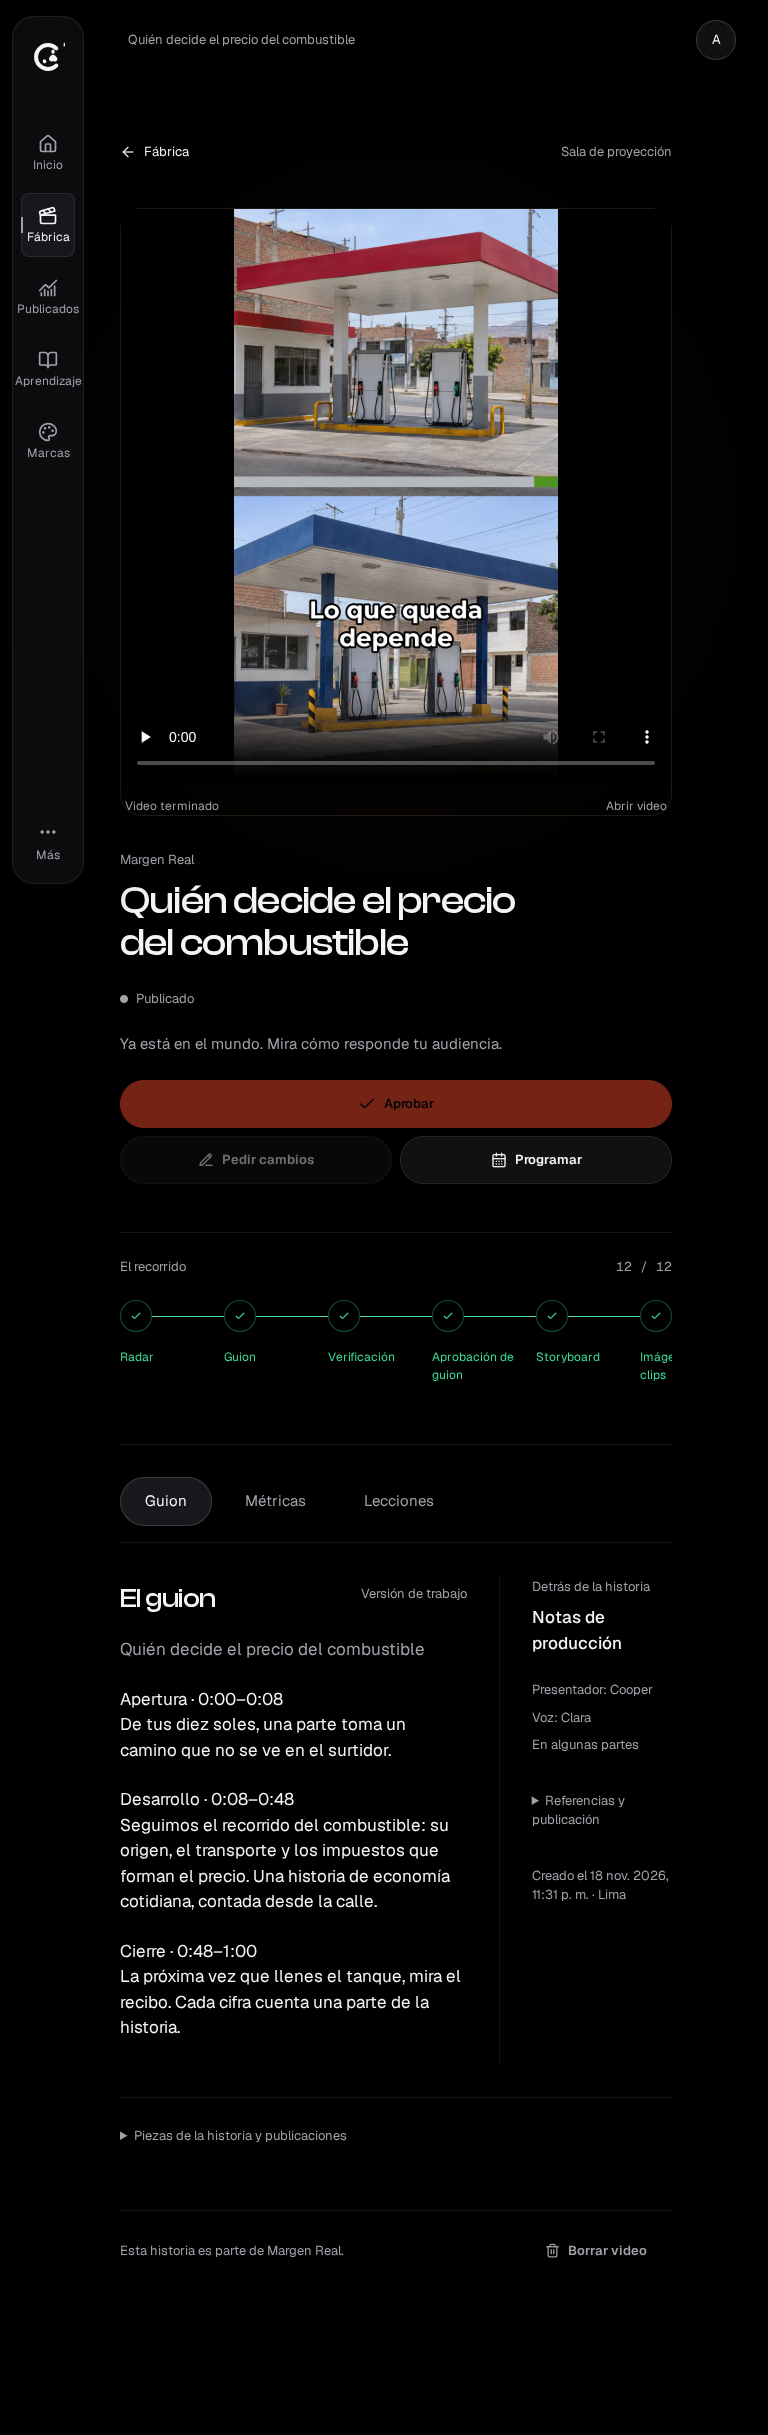 Quién decide el precio del combustible
A
Inicio
Fábrica
Publicados
Aprendizaje
Marcas
Más
Fábrica
Sala de proyección
Lo que queda
depende
0:00
Video terminado
Abrir video
Margen Real
Quién decide el precio
del combustible
Publicado
Ya está en el mundo. Mira cómo responde tu audiencia.
Aprobar
Pedir cambios
Programar
El recorrido
12 / 12
Radar
Guion
Verificación
Aprobación de
guion
Storyboard
Imáge
clips
Guion
Métricas
Lecciones
El guion
Versión de trabajo
Quién decide el precio del combustible
Apertura · 0:00–0:08
De tus diez soles, una parte toma un
camino que no se ve en el surtidor.
Desarrollo · 0:08–0:48
Seguimos el recorrido del combustible: su
origen, el transporte y los impuestos que
forman el precio. Una historia de economía
cotidiana, contada desde la calle.
Cierre · 0:48–1:00
La próxima vez que llenes el tanque, mira el
recibo. Cada cifra cuenta una parte de la
historia.
Detrás de la historia
Notas de
producción
Presentador: Cooper
Voz: Clara
En algunas partes
Referencias y
publicación
Creado el 18 nov. 2026,
11:31 p. m. · Lima
Piezas de la historia y publicaciones
Esta historia es parte de Margen Real.
Borrar video